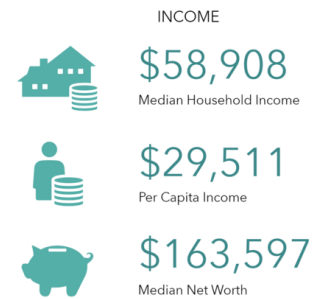 INCOME
$58,908
Median Household Income
$29,511
Per Capita Income
$163,597
Median Net Worth